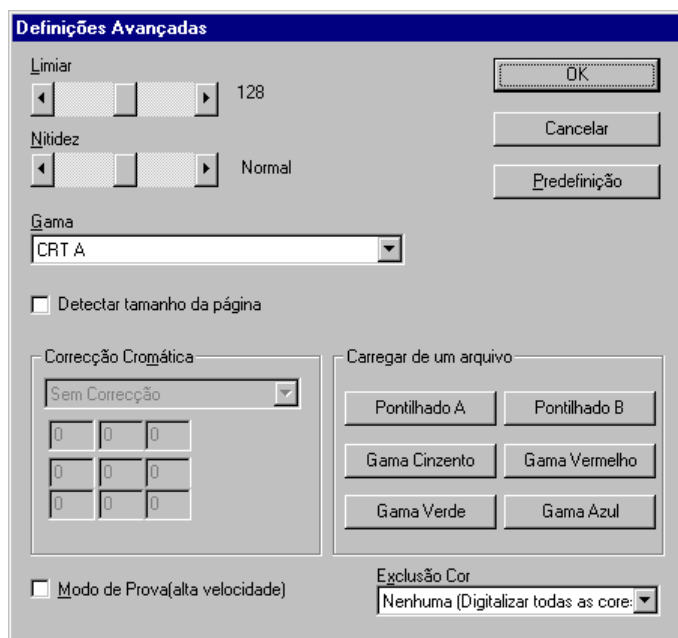 Definições Avançadas
Limiar
128
OK
Nitidez
Normal
Cancelar
Predefinição
Gama
CRT A
Detectar tamanho da página
Correcção Cromática
Sem Correcção
0 0 0
0 0 0
0 0 0
Carregar de um arquivo
Pontilhado A Pontilhado B
Gama Cinzento Gama Vermelho
Gama Verde Gama Azul
Modo de Prova(alta velocidade)
Exclusão Cor
Nenhuma (Digitalizar todas as core: